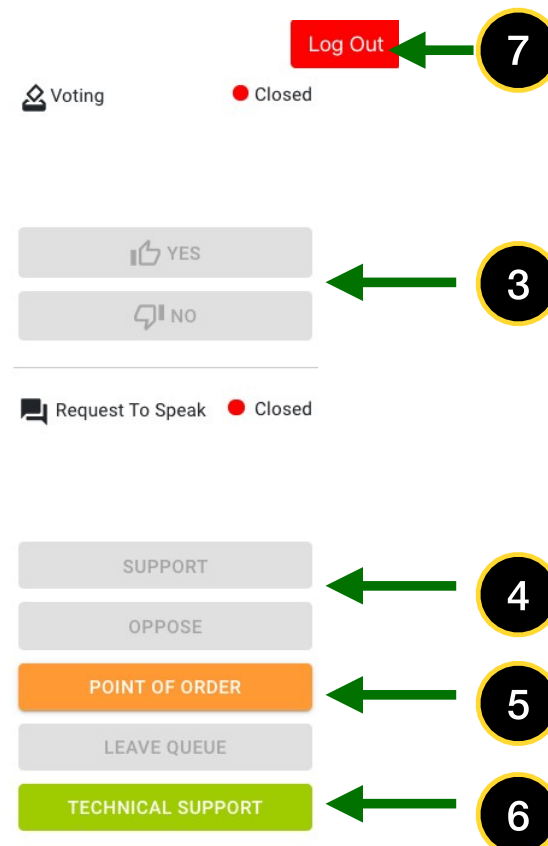 Log Out
7
Voting
Closed
YES
3
NO
Request To Speak
Closed
SUPPORT
4
OPPOSE
POINT OF ORDER
5
LEAVE QUEUE
TECHNICAL SUPPORT
6